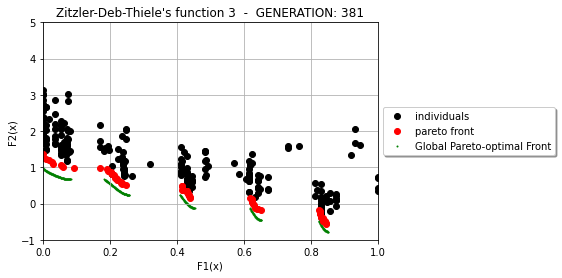 Zitzler-Deb-Thiele's function 3 - GENERATION: 381
5
4
3
2
1
0
−1
F2(x)
0.0 0.2 0.4 0.6 0.8 1.0
F1(x)
individuals
pareto front
Global Pareto-optimal Front